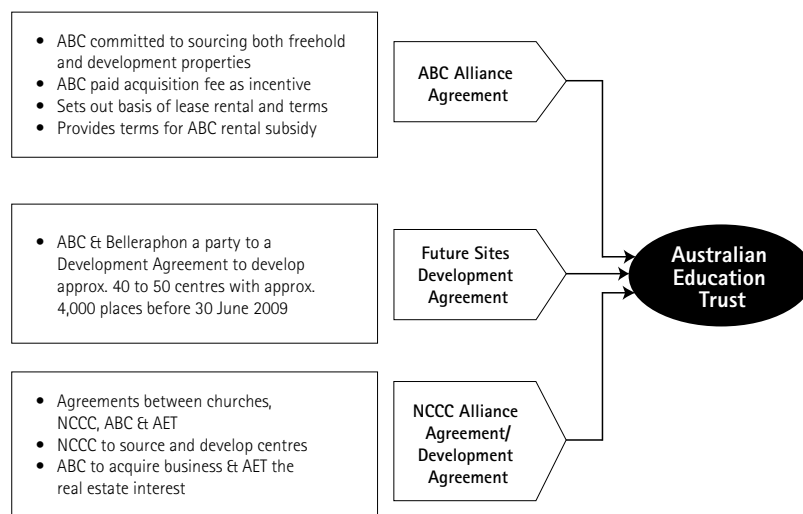 • ABC committed to sourcing both freehold
and development properties
• ABC paid acquisition fee as incentive
• Sets out basis of lease rental and terms
• Provides terms for ABC rental subsidy
ABC Alliance
Agreement
• ABC & Belleraphon a party to a
Development Agreement to develop
approx. 40 to 50 centres with approx.
4,000 places before 30 June 2009
Future Sites
Development
Agreement
Australian
Education
Trust
• Agreements between churches,
NCCC, ABC & AET
• NCCC to source and develop centres
• ABC to acquire business & AET the
real estate interest
NCCC Alliance
Agreement/
Development
Agreement